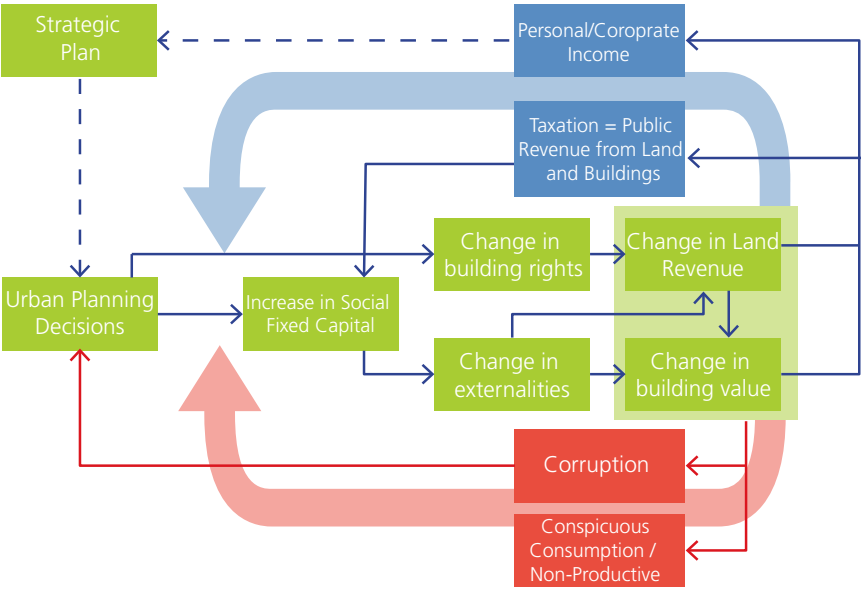 Strategic
Plan
Personal/Coroprate
Income
Taxation = Public
Revenue from Land
and Buildings
Change in
building rights
Change in Land
Revenue
Urban Planning
Decisions
Increase in Social
Fixed Capital
Change in
externalities
Change in
building value
Corruption
Conspicuous
Consumption /
Non-Productive